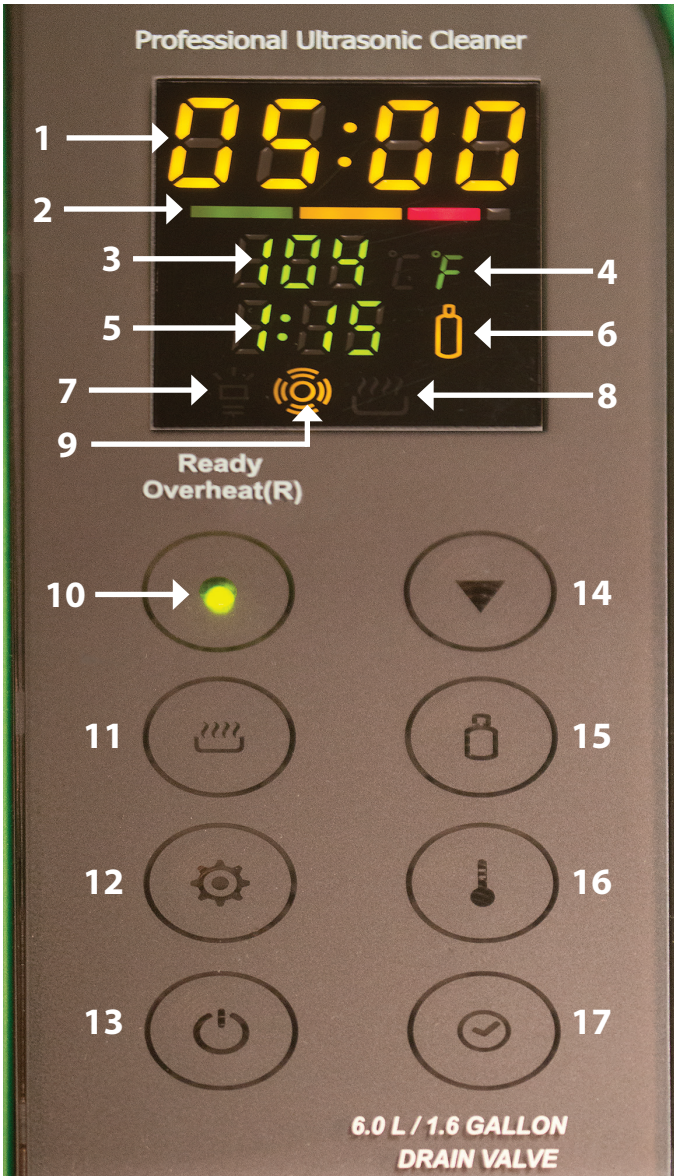 Professional Ultrasonic Cleaner
1 05:00
2
3 104 °C °F 4
5 1:15 6
7 8
9
Ready
Overheat(R)
10 14
11 15
12 16
13 17
6.0 L / 1.6 GALLON
DRAIN VALVE